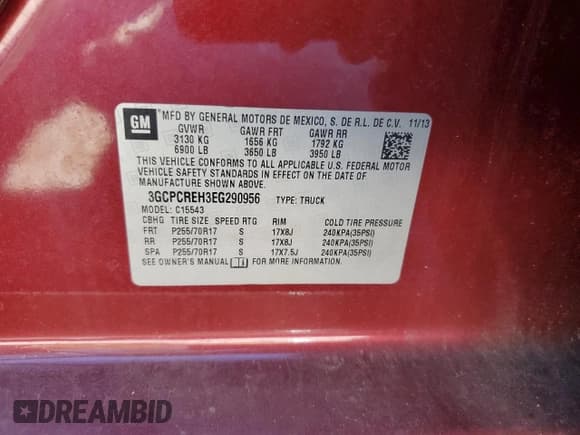 GM
MFD BY GENERAL MOTORS DE MEXICO, S. DE R.L. DE C.V. 11/13
GVWR GAWR FRT GAWR RR
3130 KG 1656 KG 1792 KG
6900 LB 3650 LB 3950 LB
THIS VEHICLE CONFORMS TO ALL APPLICABLE U.S. FEDERAL MOTOR
VEHICLE SAFETY STANDARDS IN EFFECT ON THE DATE OF
MANUFACTURE SHOWN ABOVE.
3GCPCREH3EG290956 TYPE: TRUCK
MODEL: C15543
CBHG TIRE SIZE SPEED RTG RIM COLD TIRE PRESSURE
FRT P255/70R17 S 17X8J 240KPA(35PSI)
RR P255/70R17 S 17X8J 240KPA(35PSI)
SPA P255/70R17 S 17X7.5J 240KPA(35PSI)
SEE OWNER'S MANUAL FOR MORE INFORMATION.
DREAMBID